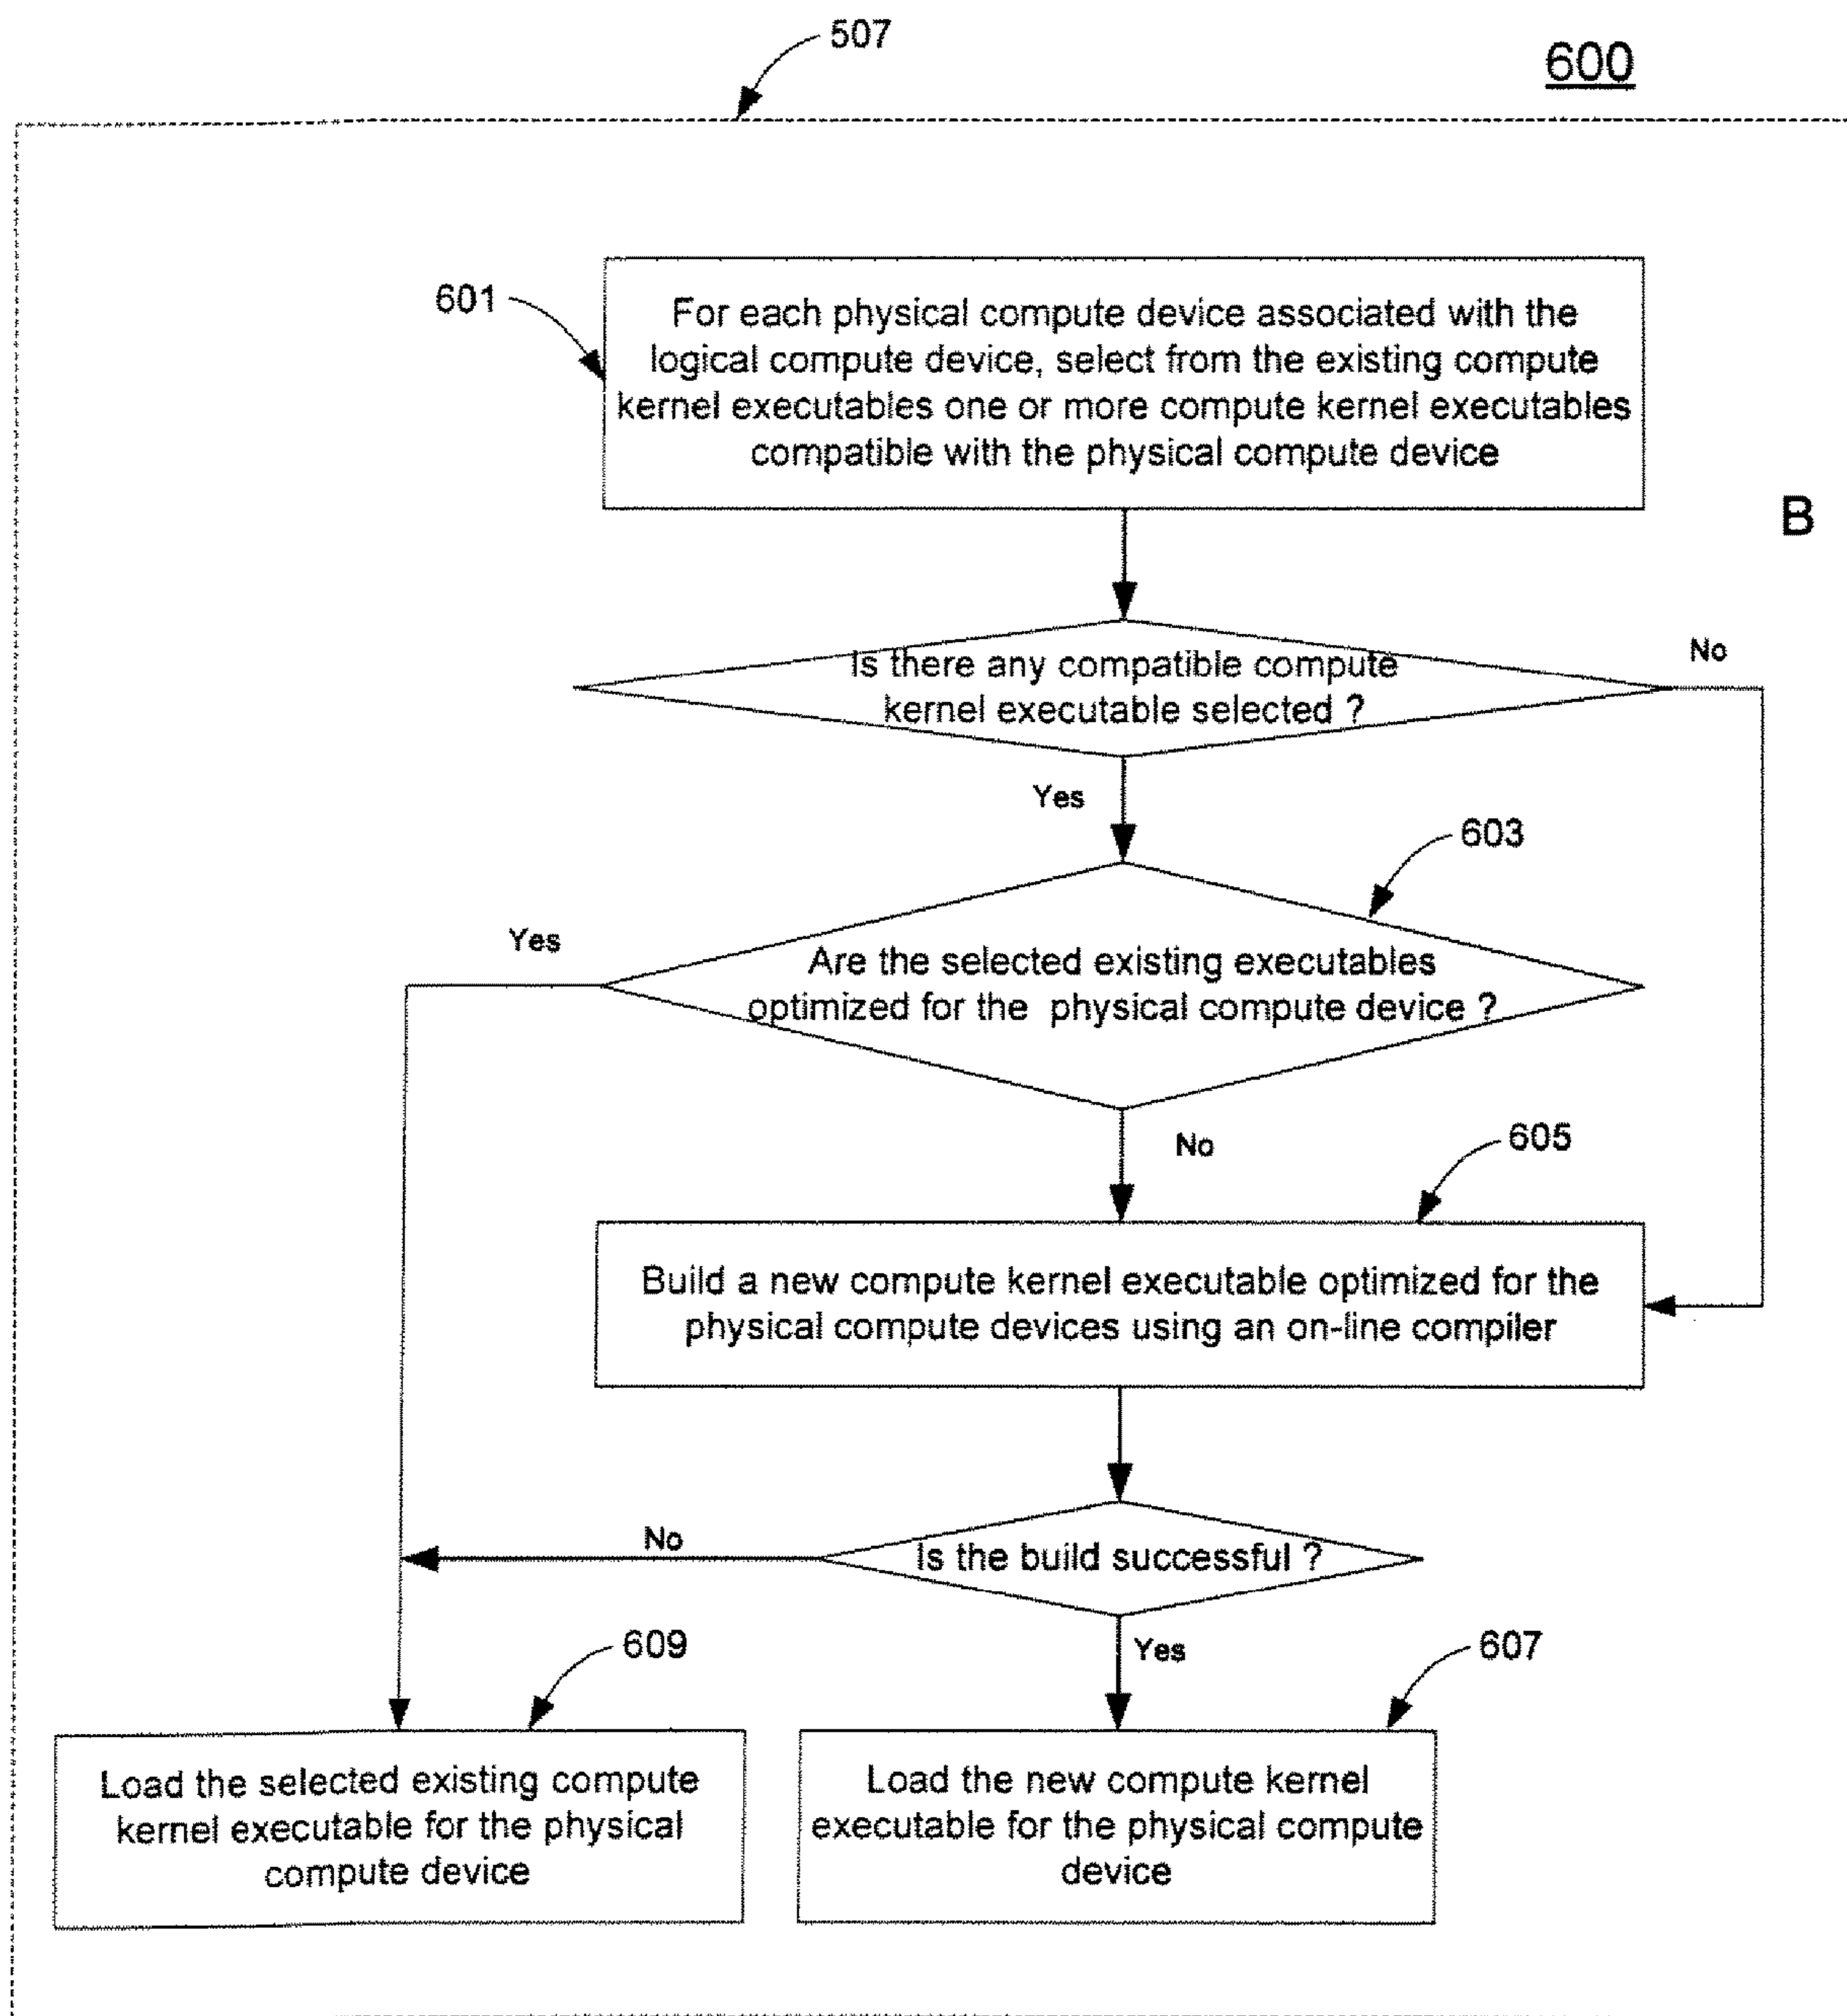 507
600
601
For each physical compute device associated with the
logical compute device, select from the existing compute
kernel executables one or more compute kernel executables
compatible with the physical compute device
B
Is there any compatible compute
kernel executable selected ?
No
Yes
603
Yes
Are the selected existing executables
optimized for the physical compute device ?
No
605
Build a new compute kernel executable optimized for the
physical compute devices using an on-line compiler
No
Is the build successful ?
609
Yes
607
Load the selected existing compute
kernel executable for the physical
compute device
Load the new compute kernel
executable for the physical compute
device